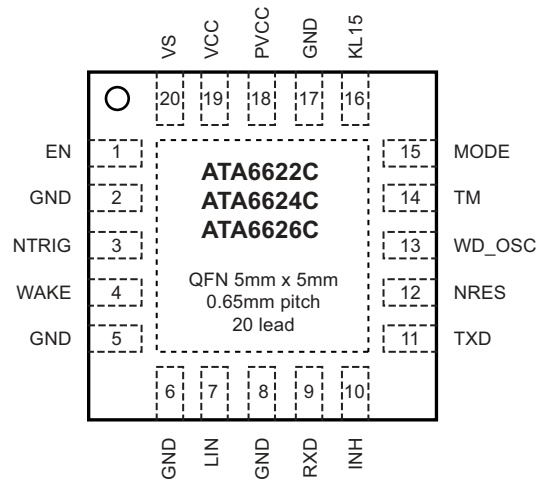 VS
VCC
PVCC
GND
KL15
20
19
18
17
16
EN
1
GND
2
NTRIG
3
WAKE
4
GND
5
ATA6622C
ATA6624C
ATA6626C
QFN 5mm x 5mm
0.65mm pitch
20 lead
15
MODE
14
TM
13
WD_OSC
12
NRES
11
TXD
6
7
8
9
10
GND
LIN
GND
RXD
INH